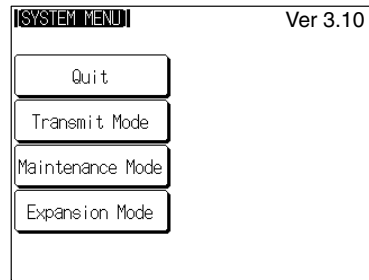 [SYSTEM MENU] Ver 3.10
Quit
Transmit Mode
Maintenance Mode
Expansion Mode